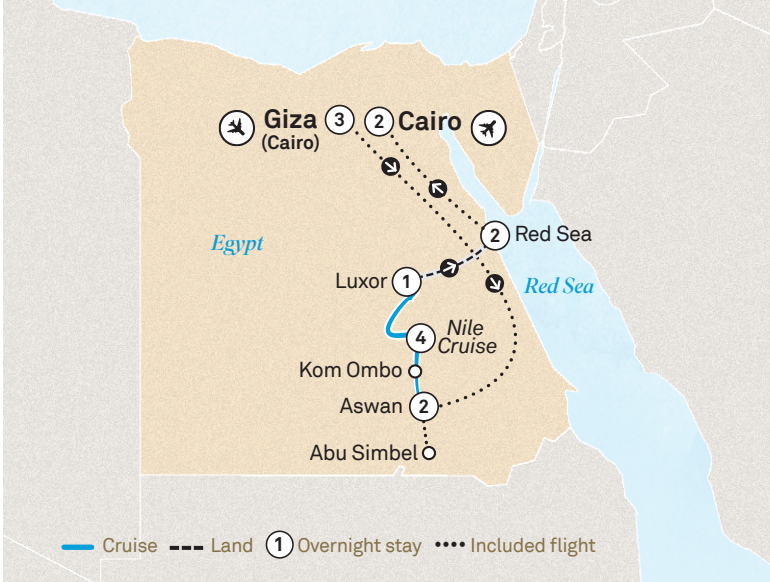 Giza 3 2 Cairo
(Cairo)
Egypt
2 Red Sea
Luxor 1
Red Sea
4 Nile
Cruise
Kom Ombo
Aswan 2
Abu Simbel
Cruise Land 1 Overnight stay Included flight